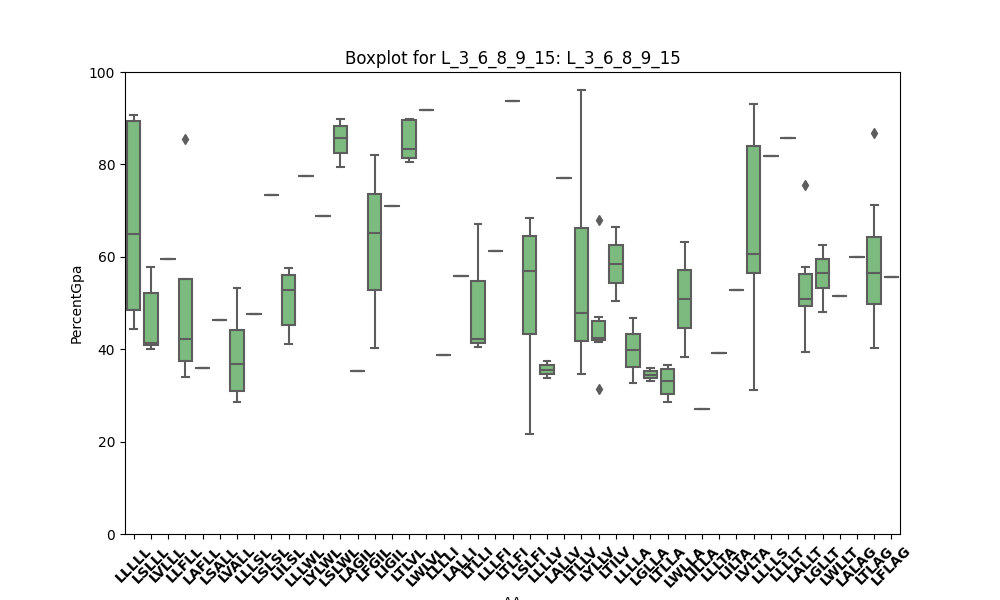 Boxplot for L_3_6_8_9_15: L_3_6_8_9_15
100
80
60
40
20
0
PercentGpa
LLLLL
LSLLL
LVLLL
LLFLL
LAFLL
LSALL
LVALL
LLLSL
LSLSL
LILSL
LLLWL
LYLWL
LSLWL
LAGIL
LFGIL
LIGIL
LTLVL
LWLVL
LLLLI
LALLI
LTLLI
LLLFI
LTLFI
LSLFI
LLLLV
LALLV
LTLLV
LYLLV
LTILV
LLLLA
LGLLA
LTLLA
LWLLA
LILLA
LLLTA
LILTA
LVLTA
LLLLS
LLLLT
LALLT
LGLLT
LWLLT
LALAG
LTLAG
LFLAG